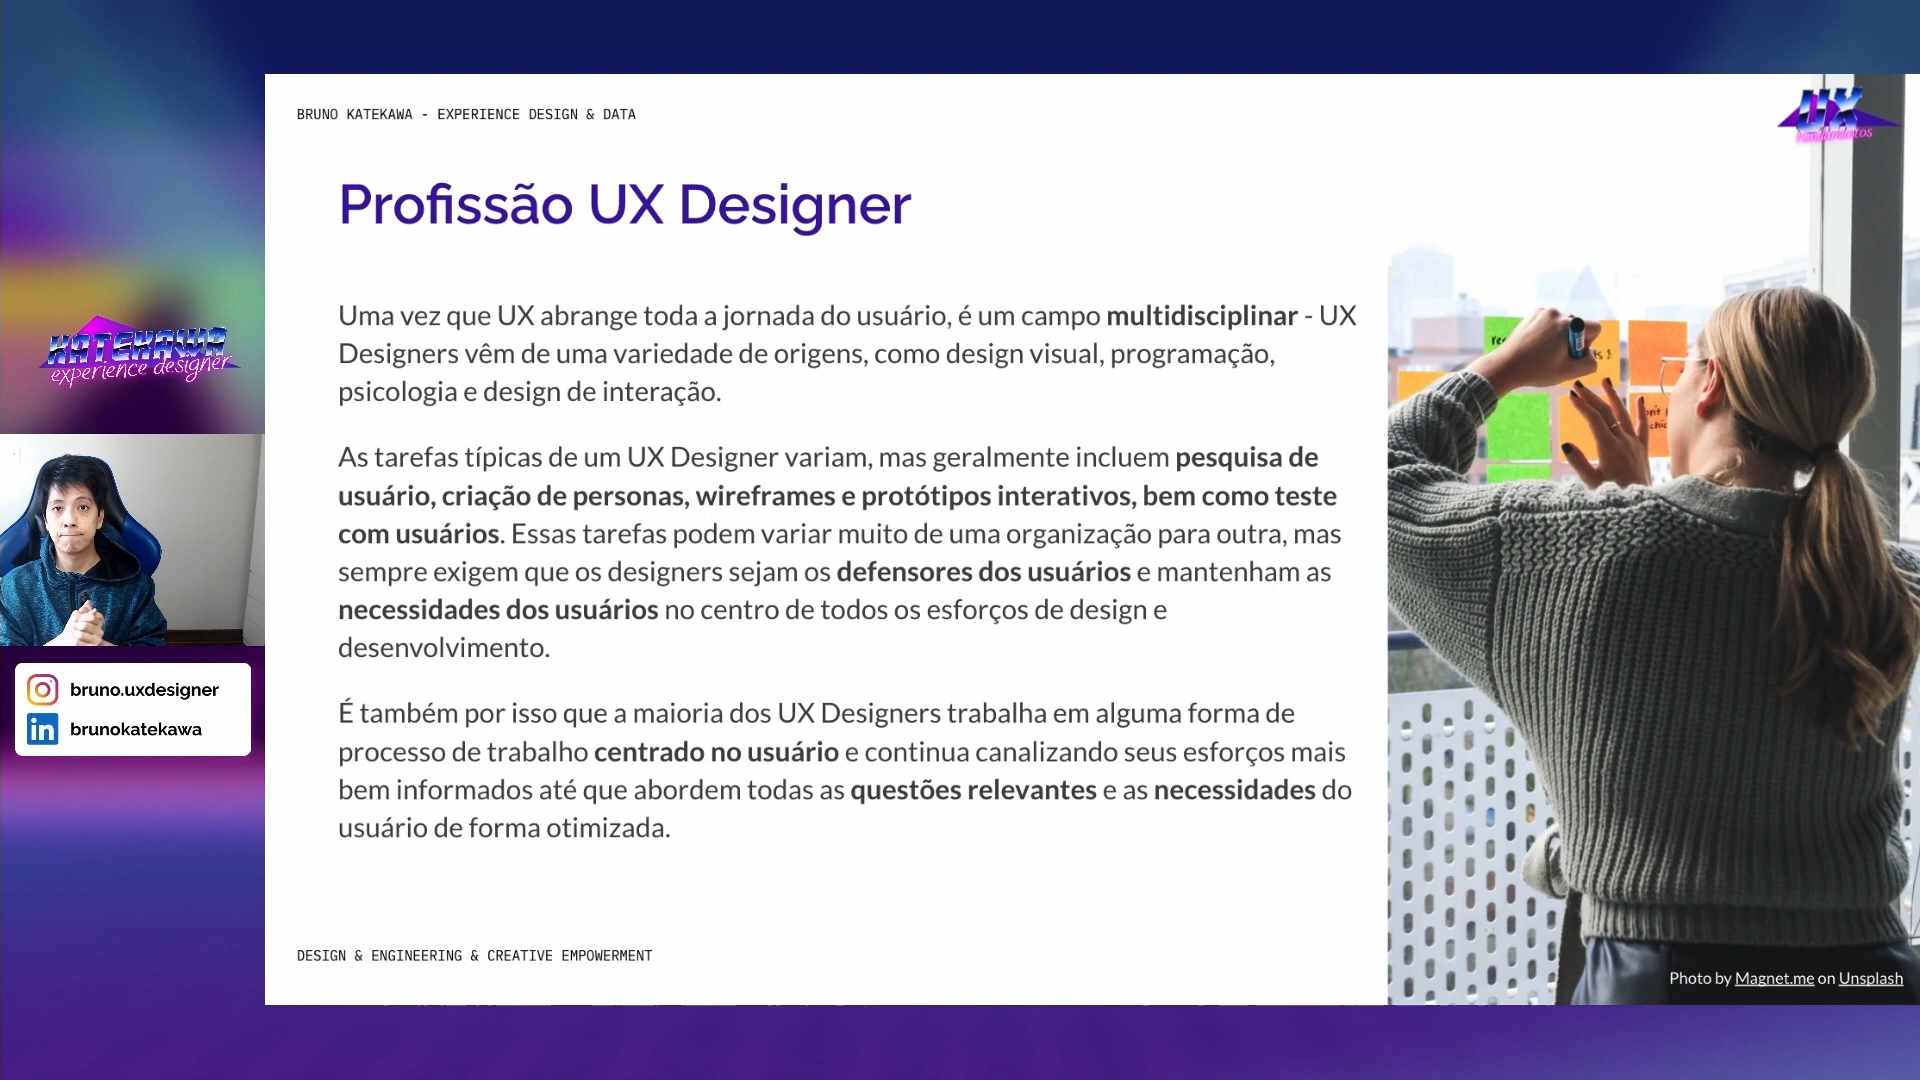 BRUNO KATEKAWA - EXPERIENCE DESIGN & DATA
UX
fundamentos
Profissão UX Designer
Uma vez que UX abrange toda a jornada do usuário, é um campo multidisciplinar - UX
Designers vêm de uma variedade de origens, como design visual, programação,
psicologia e design de interação.
As tarefas típicas de um UX Designer variam, mas geralmente incluem pesquisa de
usuário, criação de personas, wireframes e protótipos interativos, bem como teste
com usuários. Essas tarefas podem variar muito de uma organização para outra, mas
sempre exigem que os designers sejam os defensores dos usuários e mantenham as
necessidades dos usuários no centro de todos os esforços de design e
desenvolvimento.
É também por isso que a maioria dos UX Designers trabalha em alguma forma de
processo de trabalho centrado no usuário e continua canalizando seus esforços mais
bem informados até que abordem todas as questões relevantes e as necessidades do
usuário de forma otimizada.
DESIGN & ENGINEERING & CREATIVE EMPOWERMENT
Photo by Magnet.me on Unsplash
KATEKAWA
experience designer
bruno.uxdesigner
in brunokatekawa